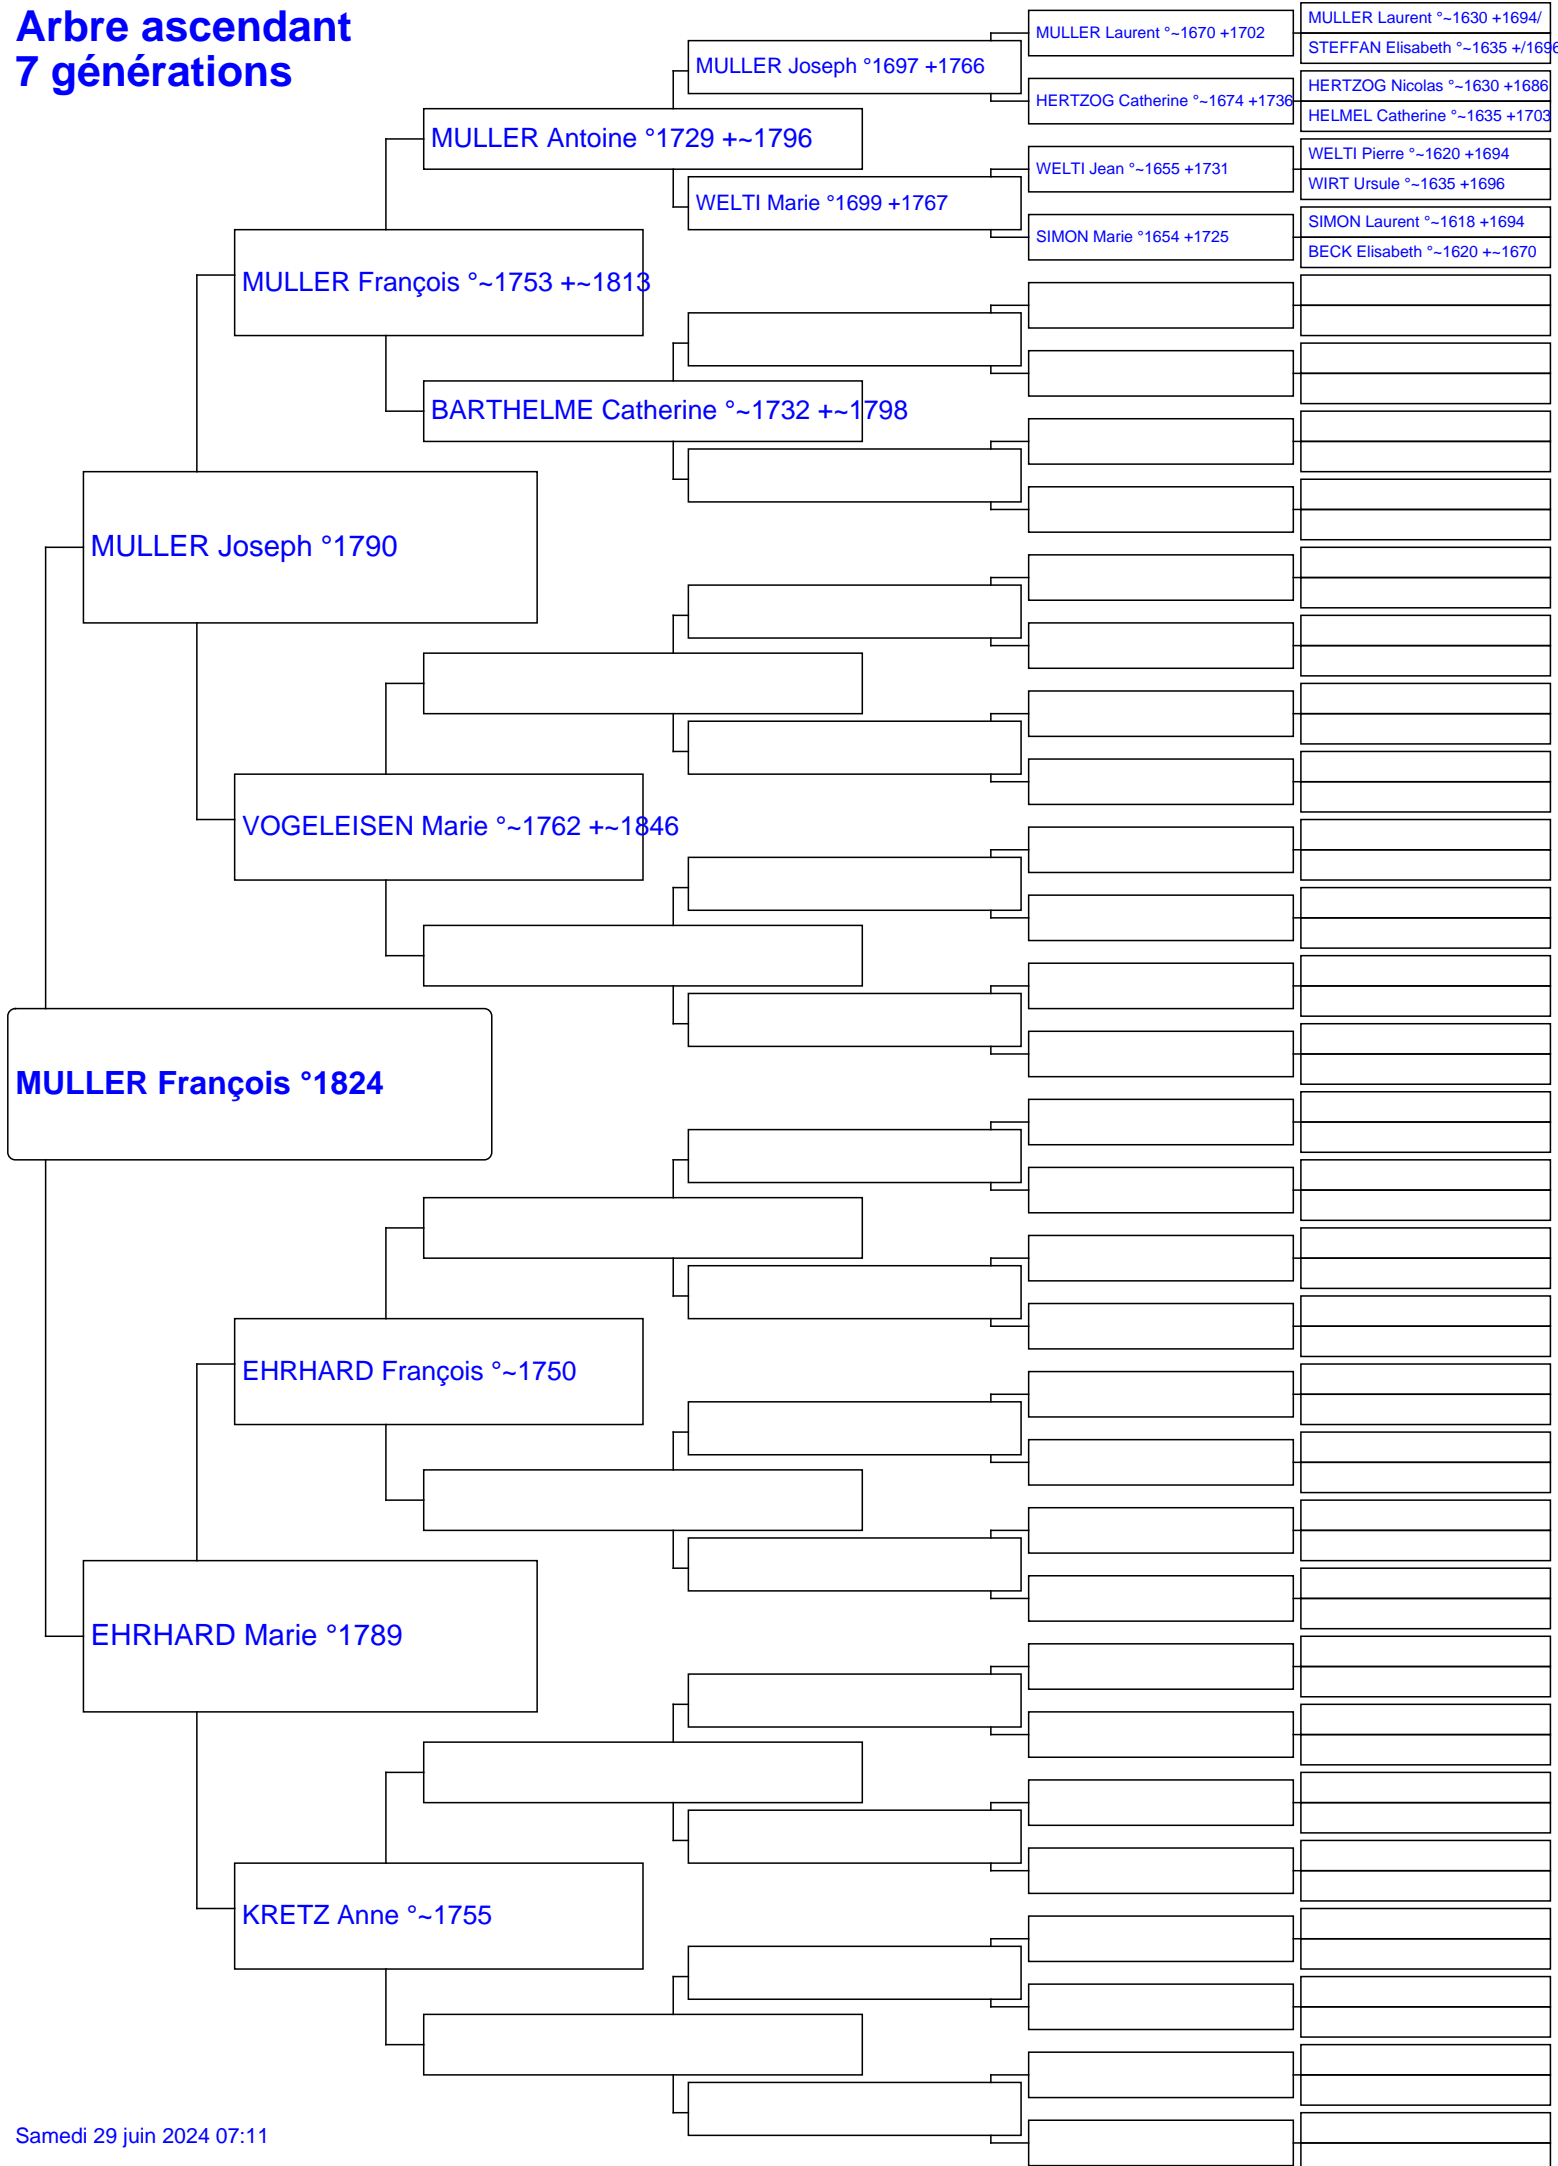 Arbre ascendant
7 générations
MULLER Laurent °~1630 +1694/
STEFFAN Elisabeth °~1635 +/1696
MULLER Laurent °~1670 +1702
MULLER Joseph °1697 +1766
HERTZOG Nicolas °~1630 +1686
HERTZOG Catherine °~1674 +1736
HELMEL Catherine °~1635 +1703
MULLER Antoine °1729 +~1796
WELTI Pierre °~1620 +1694
WELTI Jean °~1655 +1731
WIRT Ursule °~1635 +1696
WELTI Marie °1699 +1767
SIMON Laurent °~1618 +1694
SIMON Marie °1654 +1725
BECK Elisabeth °~1620 +~1670
MULLER François °~1753 +~1813
BARTHELME Catherine °~1732 +~1798
MULLER Joseph °1790
VOGELEISEN Marie °~1762 +~1846
MULLER François °1824
EHRHARD François °~1750
EHRHARD Marie °1789
KRETZ Anne °~1755
Samedi 29 juin 2024 07:11